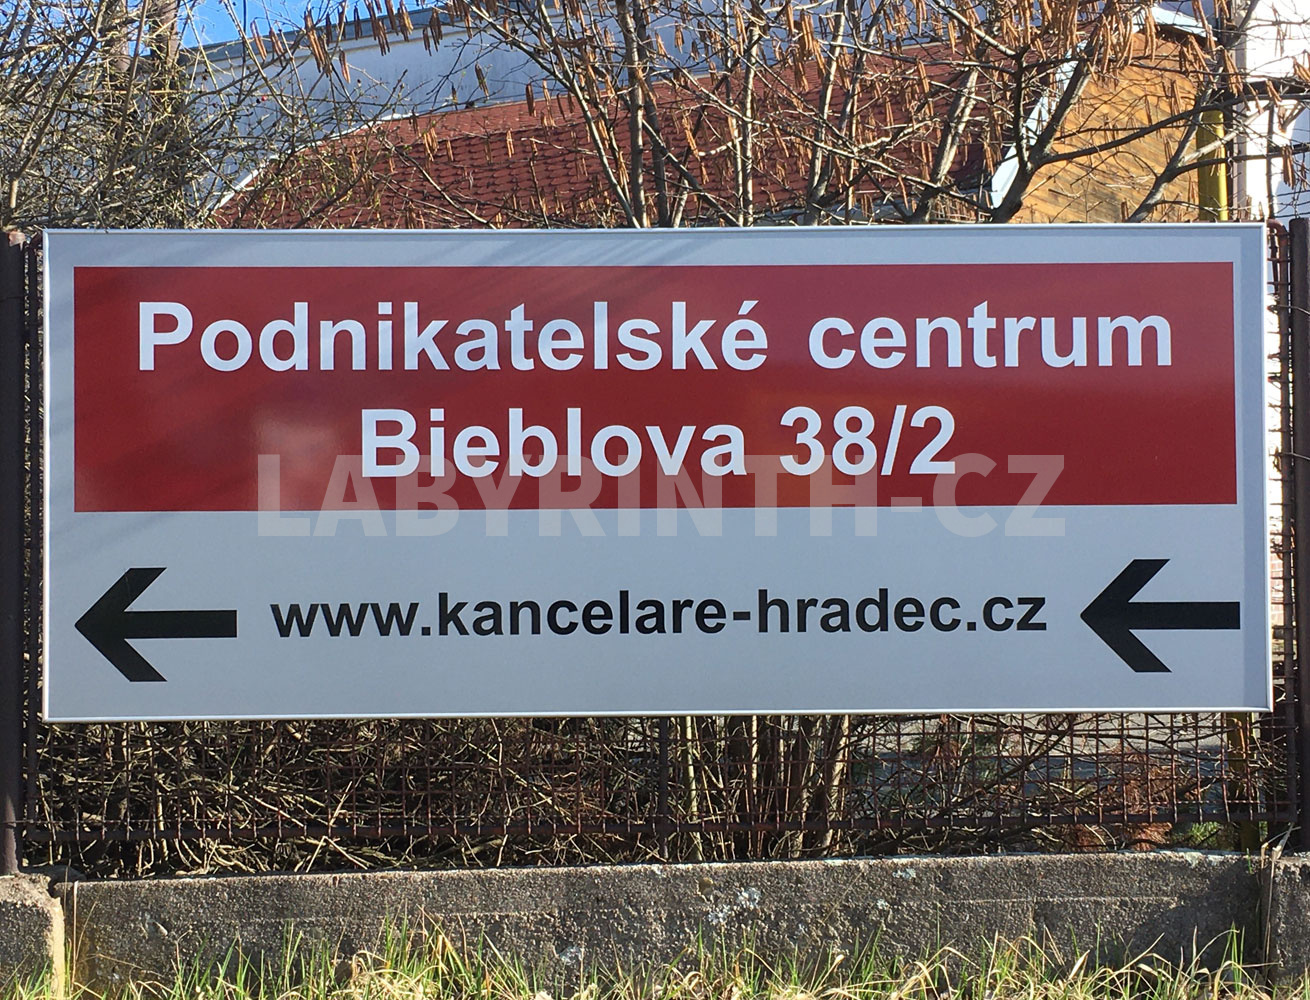 Podnikatelské centrum
Bieblova 38/2
LABYRINTH-CZ
www.kancelare-hradec.cz